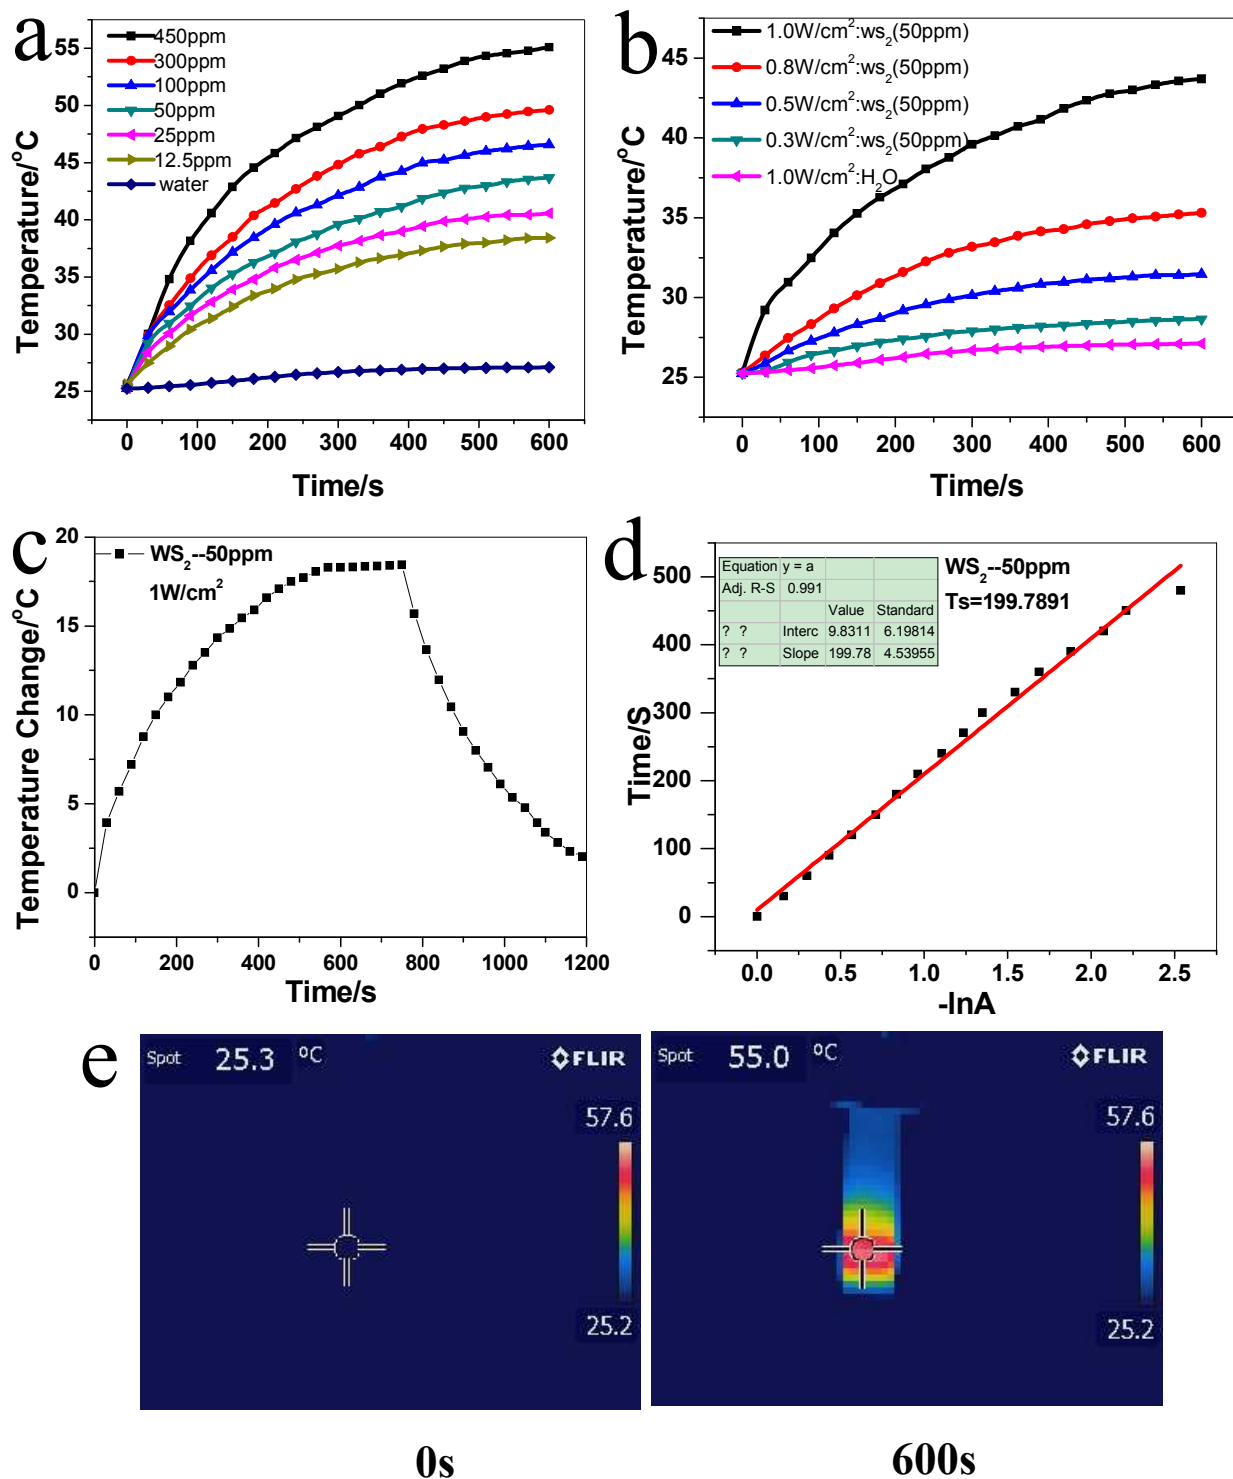 a
450ppm
300ppm
100ppm
50ppm
25ppm
12.5ppm
water
55
50
45
40
35
30
25
Temperature/°C
0 100 200 300 400 500 600
Time/s
b
1.0W/cm²:ws₂(50ppm)
0.8W/cm²:ws₂(50ppm)
0.5W/cm²:ws₂(50ppm)
0.3W/cm²:ws₂(50ppm)
1.0W/cm²:H₂O
45
40
35
30
25
Temperature/°C
0 100 200 300 400 500 600
Time/s
c
WS₂--50ppm
1W/cm²
20
15
10
5
0
Temperature Change/°C
0 200 400 600 800 1000 1200
Time/s
d
Equation y = a
Adj. R-S 0.991
Value Standard
? ? Interc 9.8311 6.19814
? ? Slope 199.78 4.53955
WS₂--50ppm
Ts=199.7891
500
400
300
200
100
0
Time/S
0.0 0.5 1.0 1.5 2.0 2.5
-lnA
e
Spot 25.3 °C FLIR
57.6
25.2
0s
Spot 55.0 °C FLIR
57.6
25.2
600s